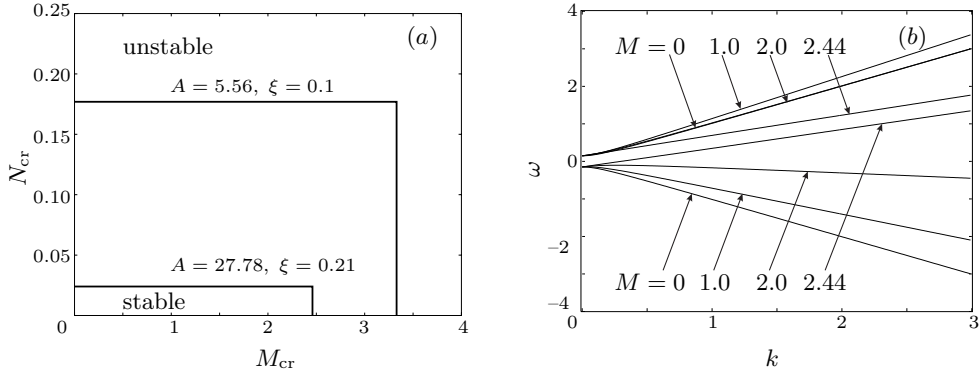 0.25
unstable
(a)
0.20
A = 5.56, ξ = 0.1
0.15
N_cr
0.10
0.05
A = 27.78, ξ = 0.21
stable
0
0 1 2 3 4
M_cr
4
(b)
M = 0 1.0 2.0 2.44
2
ω
0
−2
M = 0 1.0 2.0 2.44
−4
0 1 2 3
k